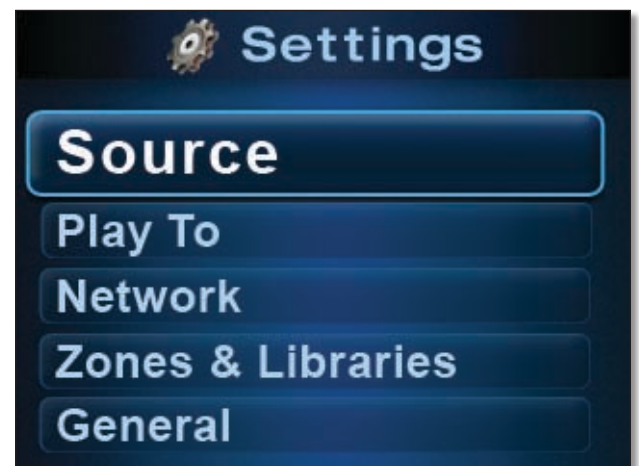 Settings
Source
Play To
Network
Zones & Libraries
General